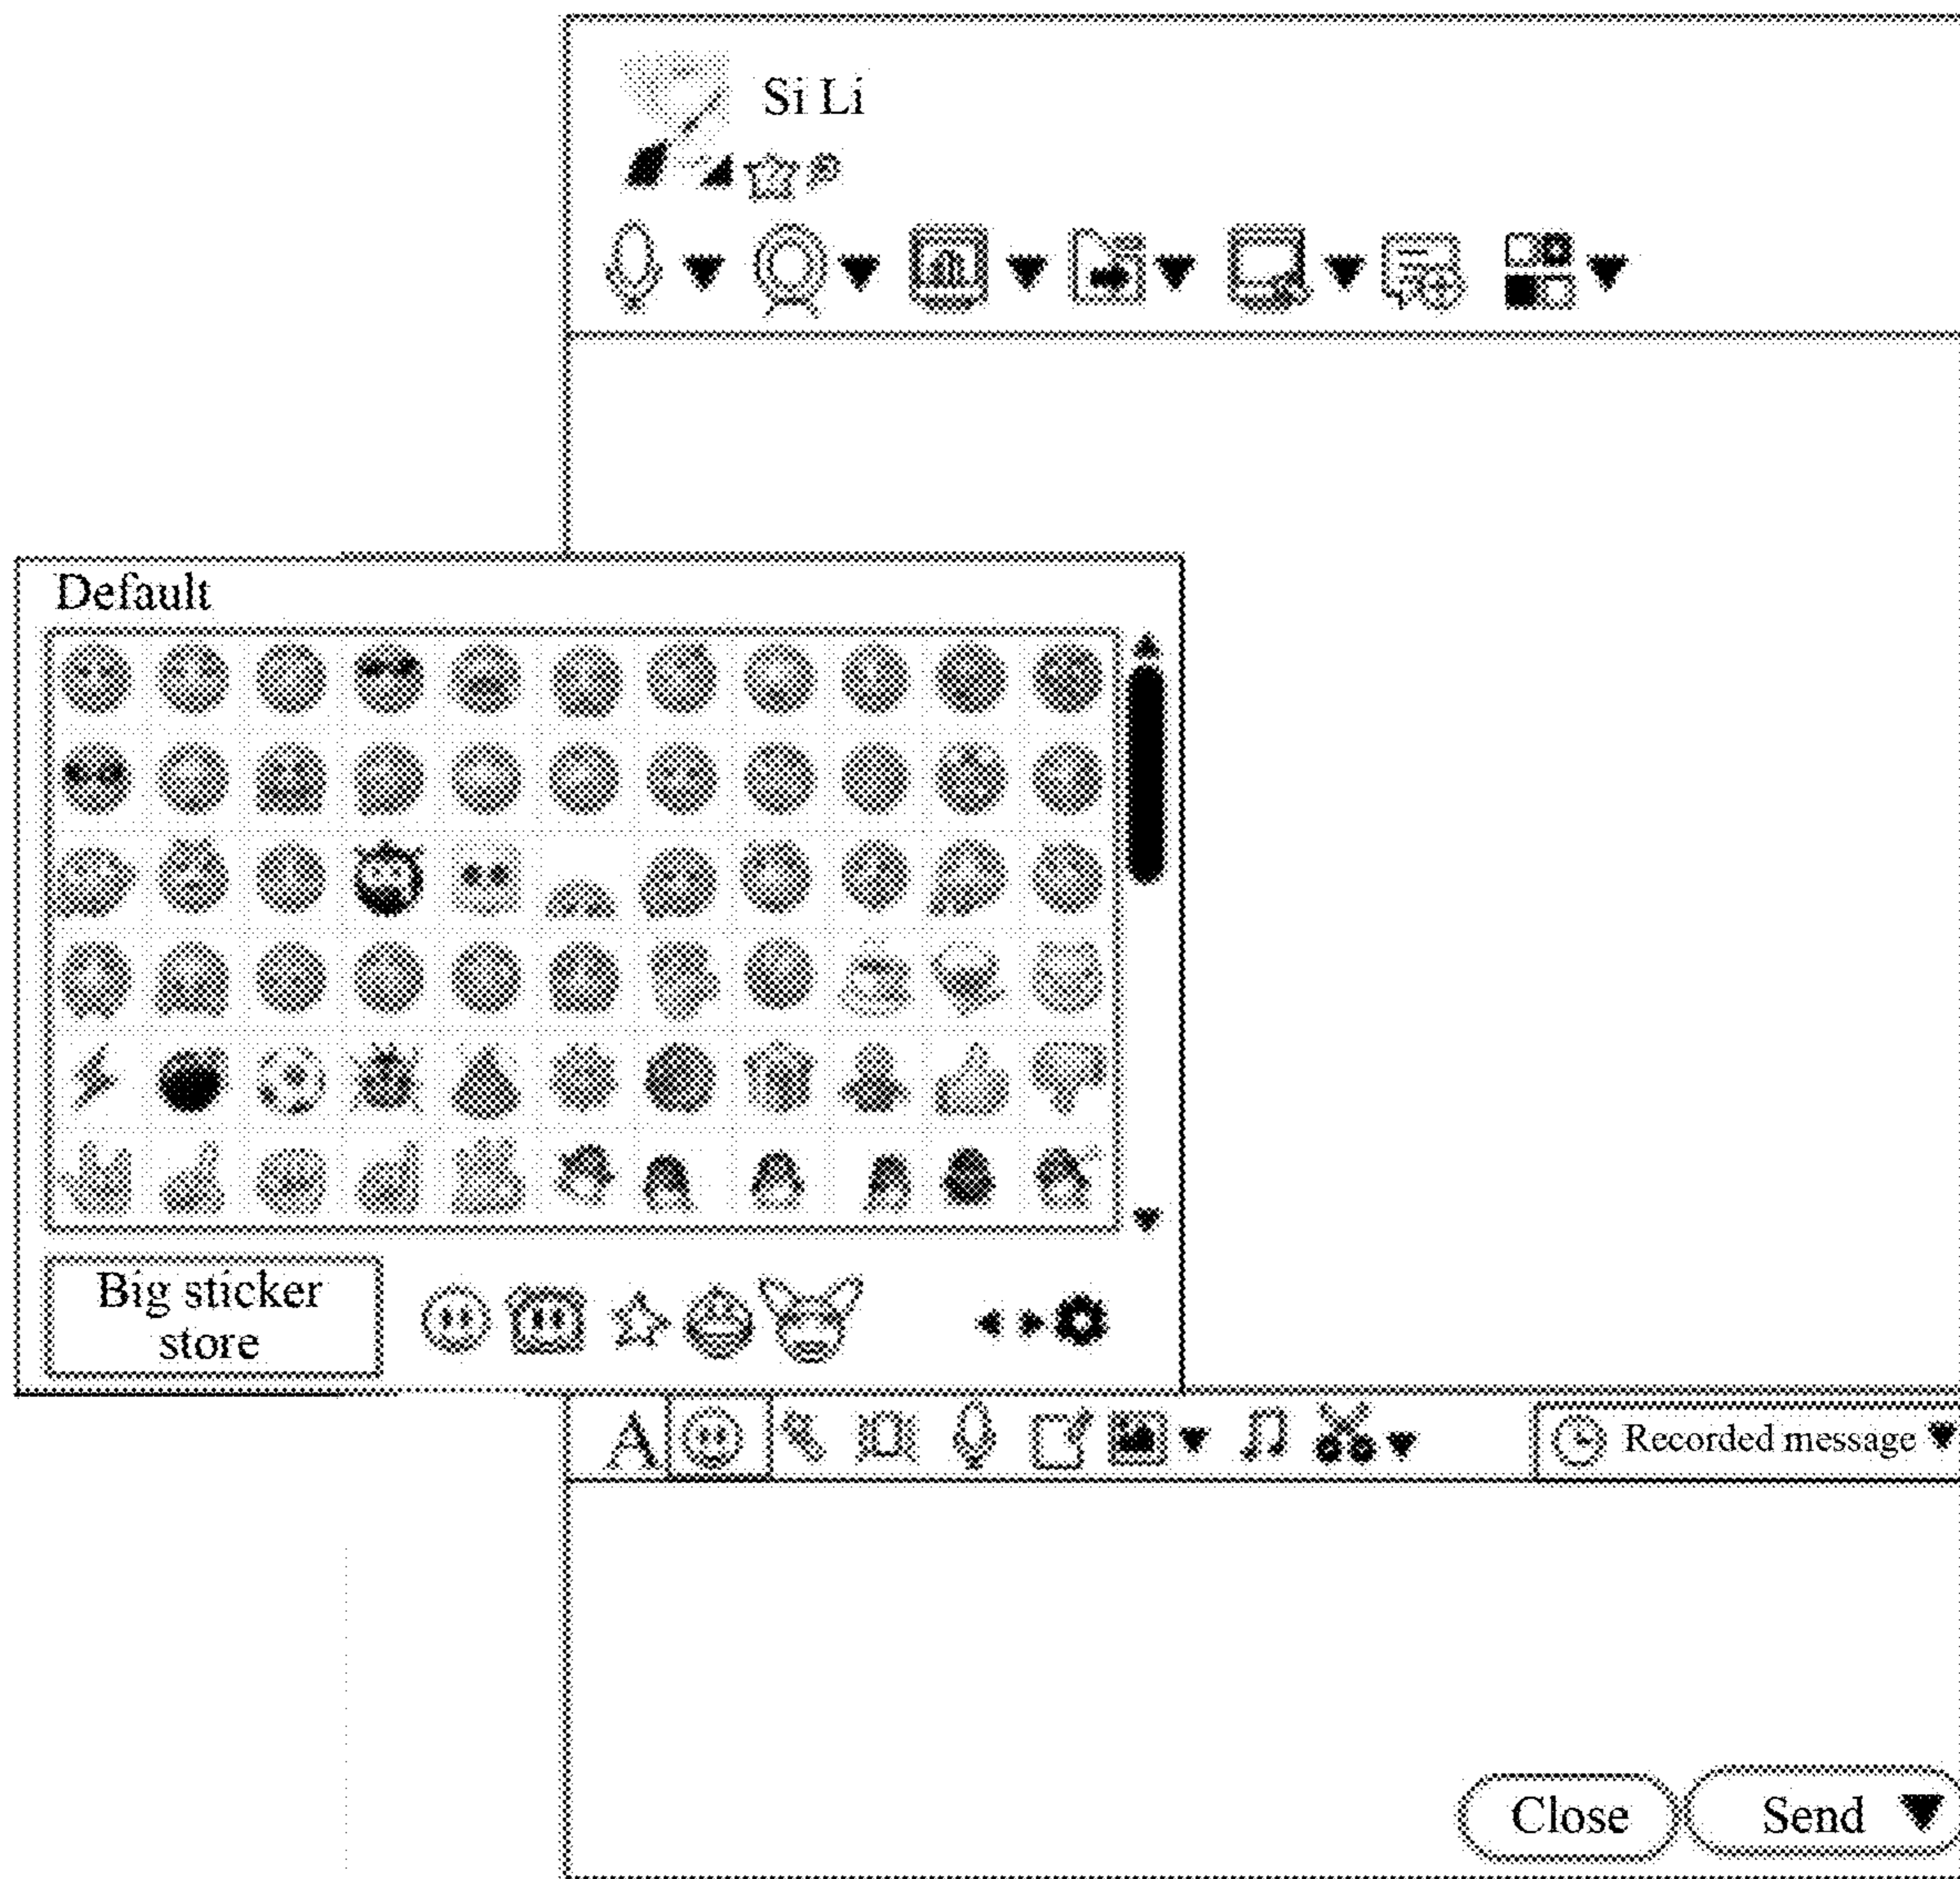 Si Li
Default
Big sticker
store
A
Recorded message
Close
Send